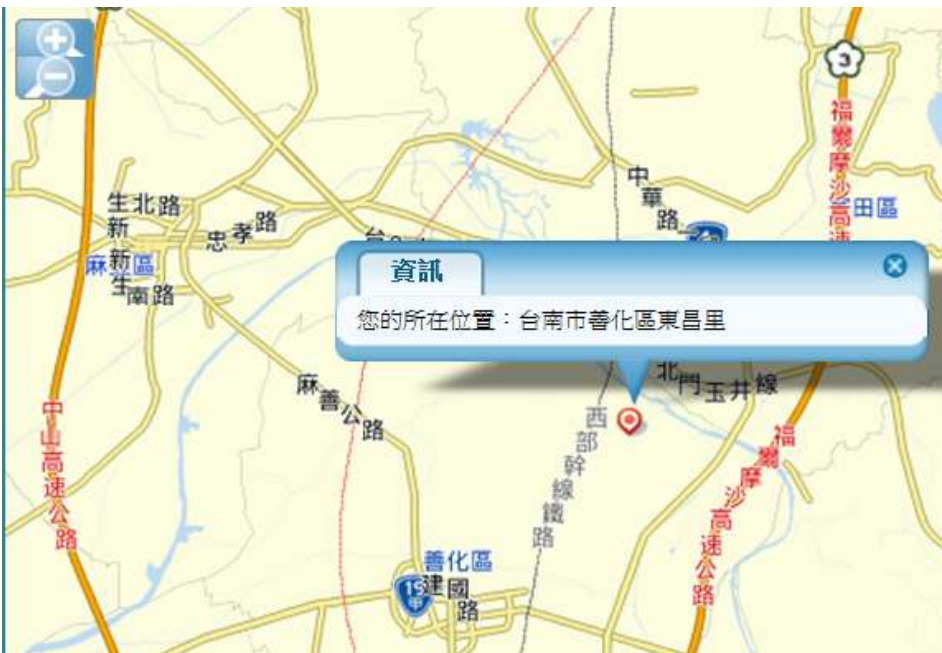 3
福爾摩沙高速
中華路
田區
生北路
新
忠孝路
新
生南路
麻
區
資訊
您的所在位置：台南市善化區東昌里
北門玉井線
麻善公路
西部幹線鐵路
中山高速公路
福爾摩沙高速公路
善化區
19甲
建國路